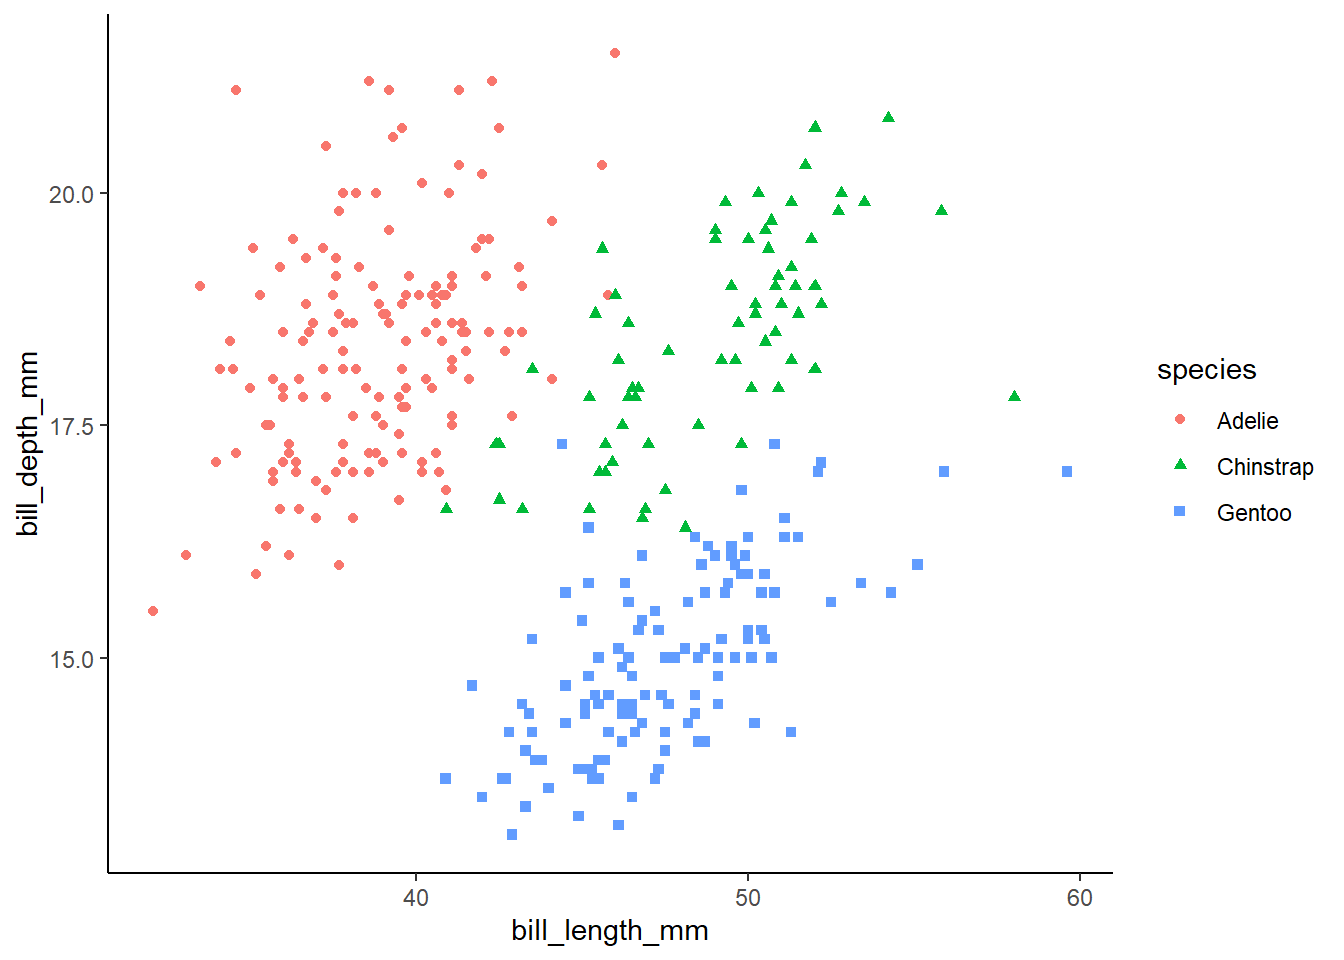 bill_depth_mm
20.0
17.5
15.0
40
50
60
bill_length_mm
species
Adelie
Chinstrap
Gentoo